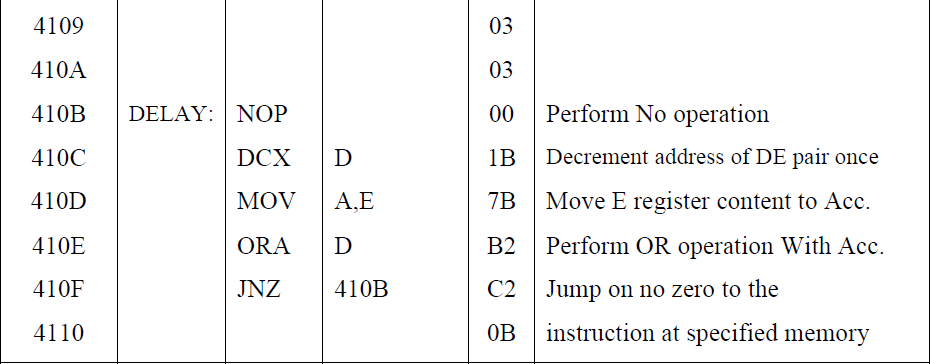 4109 03
410A 03
410B DELAY: NOP 00 Perform No operation
410C DCX D 1B Decrement address of DE pair once
410D MOV A,E 7B Move E register content to Acc.
410E ORA D B2 Perform OR operation With Acc.
410F JNZ 410B C2 Jump on no zero to the
4110 0B instruction at specified memory